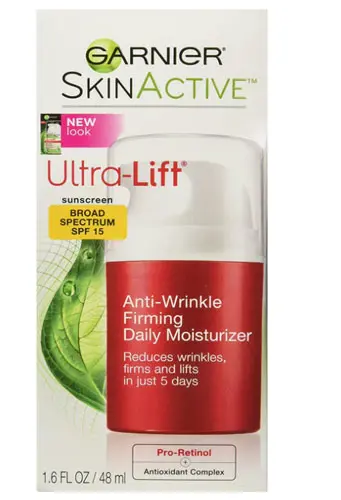 GARNIER®
SKINACTIVE™
NEW
look
Ultra-Lift®
sunscreen
BROAD
SPECTRUM
SPF 15
Anti-Wrinkle
Firming
Daily Moisturizer
Reduces wrinkles,
firms and lifts
in just 5 days
Pro-Retinol
+
Antioxidant Complex
1.6 FL OZ / 48 ml